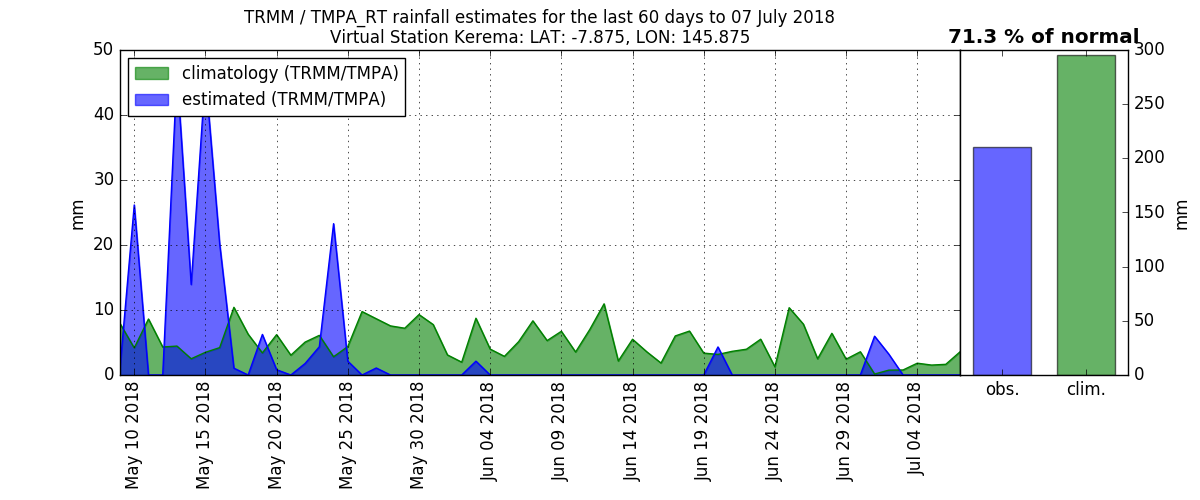 TRMM / TMPA_RT rainfall estimates for the last 60 days to 07 July 2018
Virtual Station Kerema: LAT: -7.875, LON: 145.875
71.3 % of normal
climatology (TRMM/TMPA)
estimated (TRMM/TMPA)
50
40
30
20
10
0
mm
May 10 2018
May 15 2018
May 20 2018
May 25 2018
May 30 2018
Jun 04 2018
Jun 09 2018
Jun 14 2018
Jun 19 2018
Jun 24 2018
Jun 29 2018
Jul 04 2018
obs.
clim.
300
250
200
150
100
50
0
mm